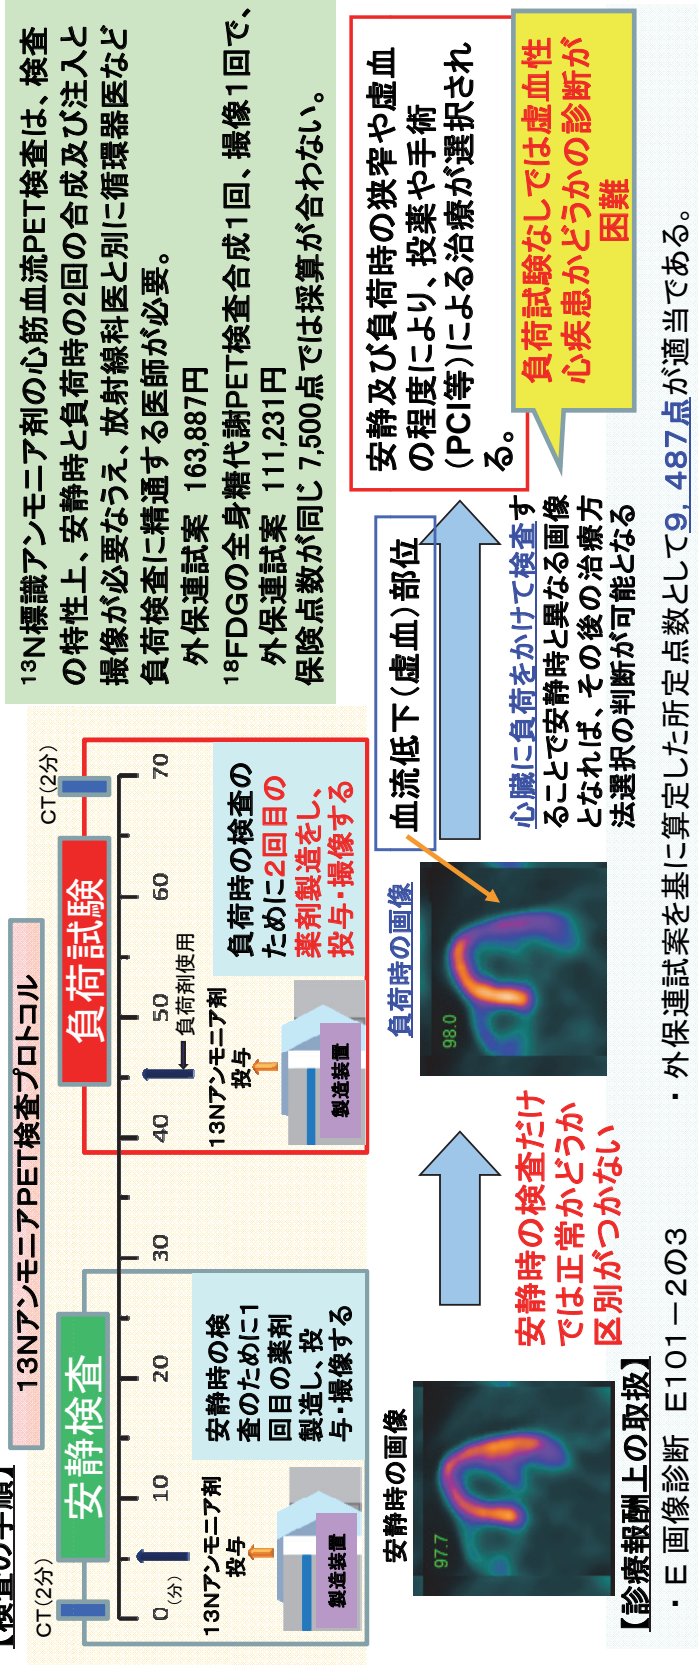 【検査の手順】
13NアンモニアPET検査プロトコル
CT(2分)
安静検査
負荷試験
CT(2分)
0
10
20
30
40
50
60
70
(分)
13Nアンモニア剤
投与
製造装置
安静時の検
査のために1
回目の薬剤
製造し、投
与・撮像する
負荷剤使用
13Nアンモニア剤
投与
製造装置
負荷時の検査の
ために2回目の
薬剤製造をし、
投与・撮像する
13N標識アンモニア剤の心筋血流PET検査は、検査
の特性上、安静時と負荷時の2回の合成及び注入と
撮像が必要なうえ、放射線科医と別に循環器医など
負荷検査に精通する医師が必要。
外保連試案 163,887円
18FDGの全身糖代謝PET検査合成1回、撮像1回で、
外保連試案 111,231円
保険点数が同じ 7,500点では採算が合わない。
安静時の画像
97.7
安静時の検査だけ
では正常かどうか
区別がつかない
負荷時の画像
98.0
血流低下(虚血)部位
心臓に負荷をかけて検査す
ることで安静時と異なる画像
となれば、その後の治療方
法選択の判断が可能となる
安静及び負荷時の狭窄や虚血
の程度により、投薬や手術
(PCI等)による治療が選択され
る。
負荷試験なしでは虚血性
心疾患かどうかの診断が
困難
【診療報酬上の取扱】
・E 画像診断 E101－2の3 ・外保連試案を基に算定した所定点数として9,487点が適当である。